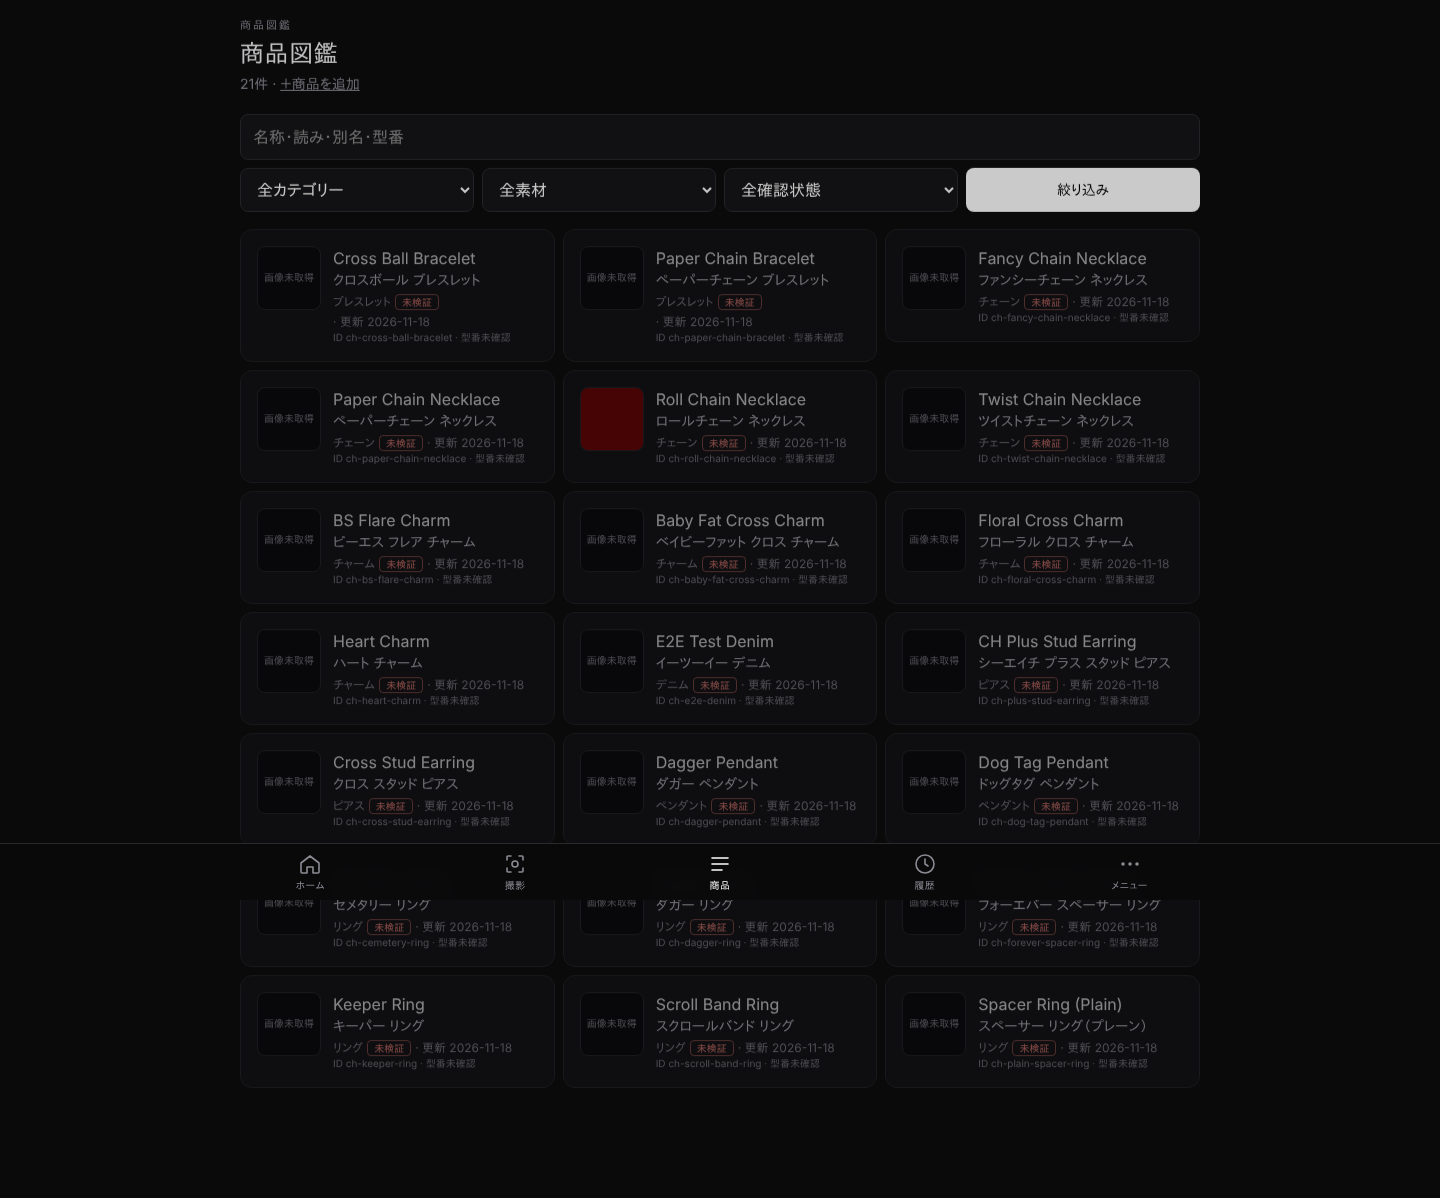 商品図鑑
商品図鑑
21件 · ＋商品を追加
名称・読み・別名・型番
全カテゴリー
全素材
全確認状態
絞り込み
画像未取得
Cross Ball Bracelet
クロスボール ブレスレット
ブレスレット 未検証
· 更新 2026-11-18
ID ch-cross-ball-bracelet · 型番未確認
画像未取得
Paper Chain Bracelet
ペーパーチェーン ブレスレット
ブレスレット 未検証
· 更新 2026-11-18
ID ch-paper-chain-bracelet · 型番未確認
画像未取得
Fancy Chain Necklace
ファンシーチェーン ネックレス
チェーン 未検証 · 更新 2026-11-18
ID ch-fancy-chain-necklace · 型番未確認
画像未取得
Paper Chain Necklace
ペーパーチェーン ネックレス
チェーン 未検証 · 更新 2026-11-18
ID ch-paper-chain-necklace · 型番未確認
Roll Chain Necklace
ロールチェーン ネックレス
チェーン 未検証 · 更新 2026-11-18
ID ch-roll-chain-necklace · 型番未確認
画像未取得
Twist Chain Necklace
ツイストチェーン ネックレス
チェーン 未検証 · 更新 2026-11-18
ID ch-twist-chain-necklace · 型番未確認
画像未取得
BS Flare Charm
ビーエス フレア チャーム
チャーム 未検証 · 更新 2026-11-18
ID ch-bs-flare-charm · 型番未確認
画像未取得
Baby Fat Cross Charm
ベイビーファット クロス チャーム
チャーム 未検証 · 更新 2026-11-18
ID ch-baby-fat-cross-charm · 型番未確認
画像未取得
Floral Cross Charm
フローラル クロス チャーム
チャーム 未検証 · 更新 2026-11-18
ID ch-floral-cross-charm · 型番未確認
画像未取得
Heart Charm
ハート チャーム
チャーム 未検証 · 更新 2026-11-18
ID ch-heart-charm · 型番未確認
画像未取得
E2E Test Denim
イーツーイー デニム
デニム 未検証 · 更新 2026-11-18
ID ch-e2e-denim · 型番未確認
画像未取得
CH Plus Stud Earring
シーエイチ プラス スタッド ピアス
ピアス 未検証 · 更新 2026-11-18
ID ch-plus-stud-earring · 型番未確認
画像未取得
Cross Stud Earring
クロス スタッド ピアス
ピアス 未検証 · 更新 2026-11-18
ID ch-cross-stud-earring · 型番未確認
画像未取得
Dagger Pendant
ダガー ペンダント
ペンダント 未検証 · 更新 2026-11-18
ID ch-dagger-pendant · 型番未確認
画像未取得
Dog Tag Pendant
ドッグタグ ペンダント
ペンダント 未検証 · 更新 2026-11-18
ID ch-dog-tag-pendant · 型番未確認
ホーム
撮影
商品
履歴
メニュー
画像未取得
セメタリー リング
リング 未検証 · 更新 2026-11-18
ID ch-cemetery-ring · 型番未確認
画像未取得
ダガー リング
リング 未検証 · 更新 2026-11-18
ID ch-dagger-ring · 型番未確認
画像未取得
フォーエバー スペーサー リング
リング 未検証 · 更新 2026-11-18
ID ch-forever-spacer-ring · 型番未確認
画像未取得
Keeper Ring
キーパー リング
リング 未検証 · 更新 2026-11-18
ID ch-keeper-ring · 型番未確認
画像未取得
Scroll Band Ring
スクロールバンド リング
リング 未検証 · 更新 2026-11-18
ID ch-scroll-band-ring · 型番未確認
画像未取得
Spacer Ring (Plain)
スペーサー リング（プレーン）
リング 未検証 · 更新 2026-11-18
ID ch-plain-spacer-ring · 型番未確認